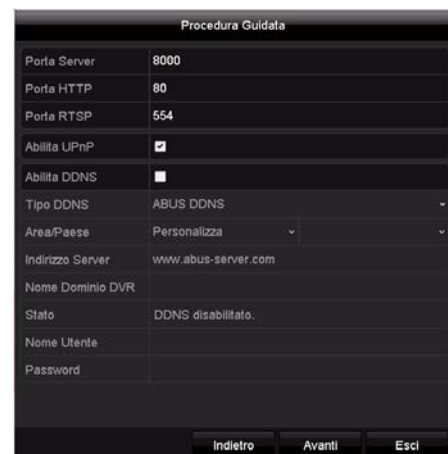 Procedura Guidata
Porta Server 8000
Porta HTTP 80
Porta RTSP 554
Abilita UPnP
Abilita DDNS
Tipo DDNS ABUS DDNS
Area/Paese Personalizza
Indirizzo Server www.abus-server.com
Nome Dominio DVR
Stato DDNS disabilitato.
Nome Utente
Password
Indietro Avanti Esci